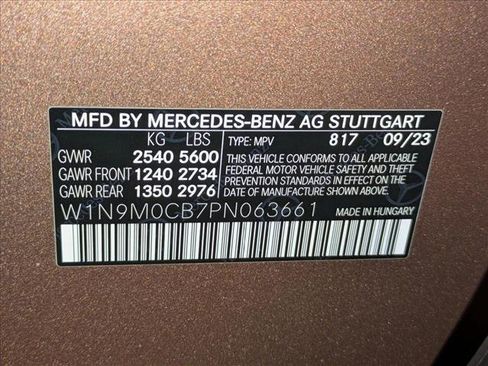 MFD BY MERCEDES-BENZ AG STUTTGART
KG LBS TYPE: MPV 817 09/23
GVWR 2540 5600 THIS VEHICLE CONFORMS TO ALL APPLICABLE
GAWR FRONT 1240 2734 FEDERAL MOTOR VEHICLE SAFETY AND THEFT
GAWR REAR 1350 2976 PREVENTION STANDARDS IN EFFECT ON THE
DATE OF MANUFACTURE SHOWN ABOVE.
W1N9M0CB7PN063661 MADE IN HUNGARY